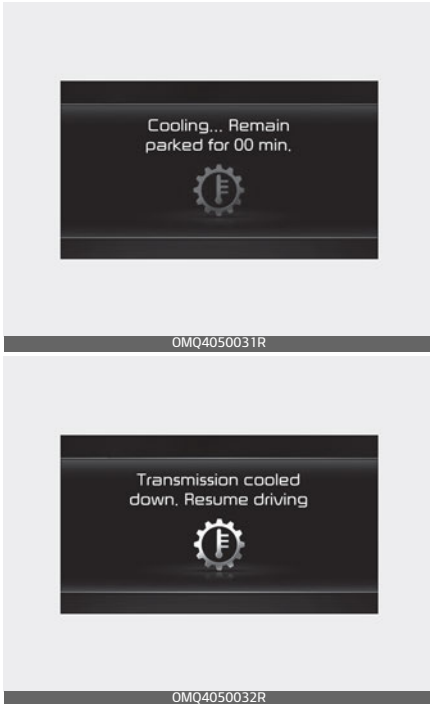 Cooling... Remain
parked for 00 min.
OMQ4050031R
Transmission cooled
down. Resume driving
OMQ4050032R